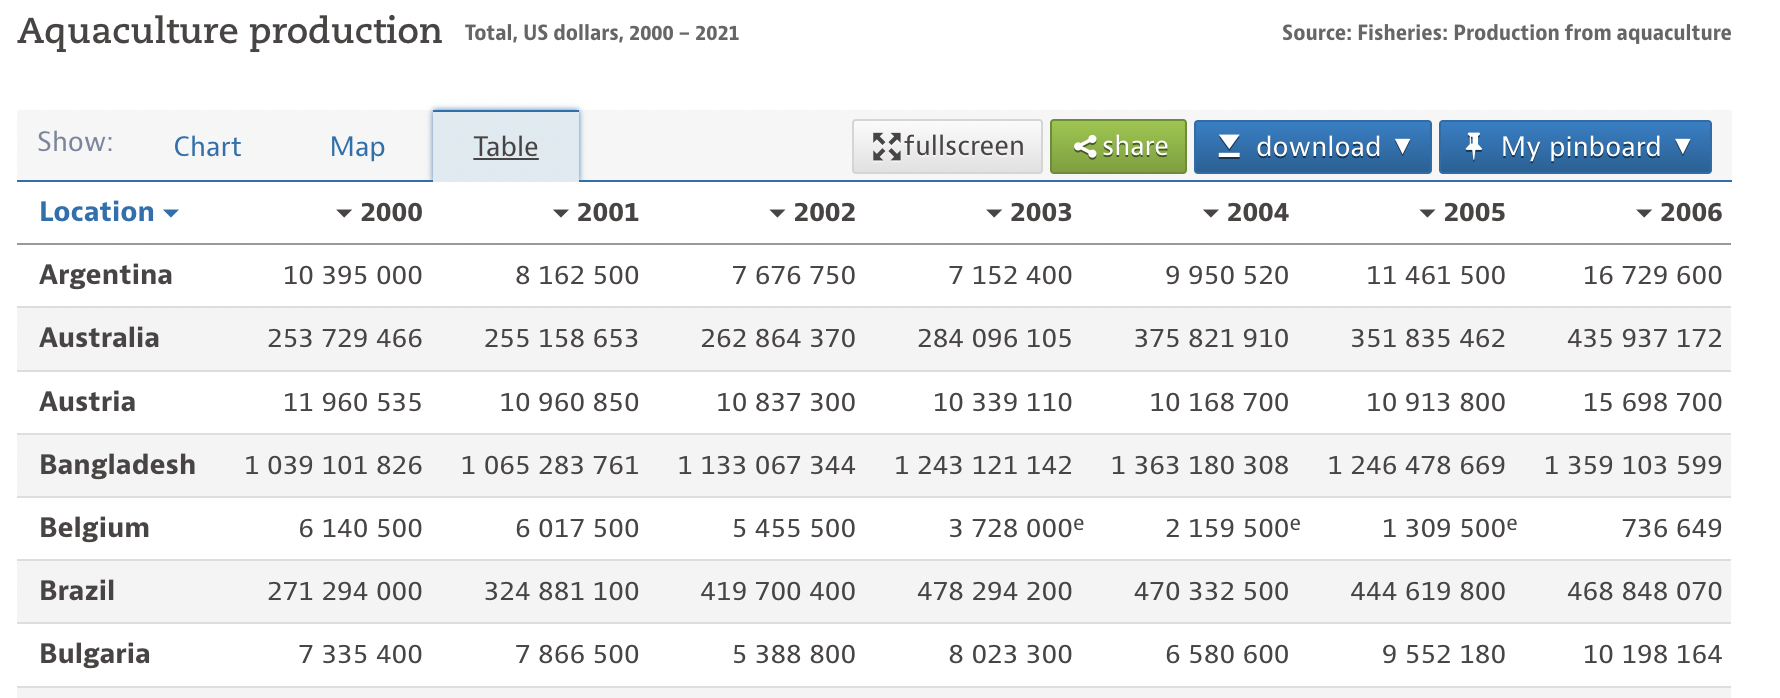 Aquaculture production Total, US dollars, 2000 – 2021 Source: Fisheries: Production from aquaculture
Show: Chart Map Table fullscreen share download ▼ My pinboard ▼
Location 2000 2001 2002 2003 2004 2005 2006
Argentina 10 395 000 8 162 500 7 676 750 7 152 400 9 950 520 11 461 500 16 729 600
Australia 253 729 466 255 158 653 262 864 370 284 096 105 375 821 910 351 835 462 435 937 172
Austria 11 960 535 10 960 850 10 837 300 10 339 110 10 168 700 10 913 800 15 698 700
Bangladesh 1 039 101 826 1 065 283 761 1 133 067 344 1 243 121 142 1 363 180 308 1 246 478 669 1 359 103 599
Belgium 6 140 500 6 017 500 5 455 500 3 728 000e 2 159 500e 1 309 500e 736 649
Brazil 271 294 000 324 881 100 419 700 400 478 294 200 470 332 500 444 619 800 468 848 070
Bulgaria 7 335 400 7 866 500 5 388 800 8 023 300 6 580 600 9 552 180 10 198 164